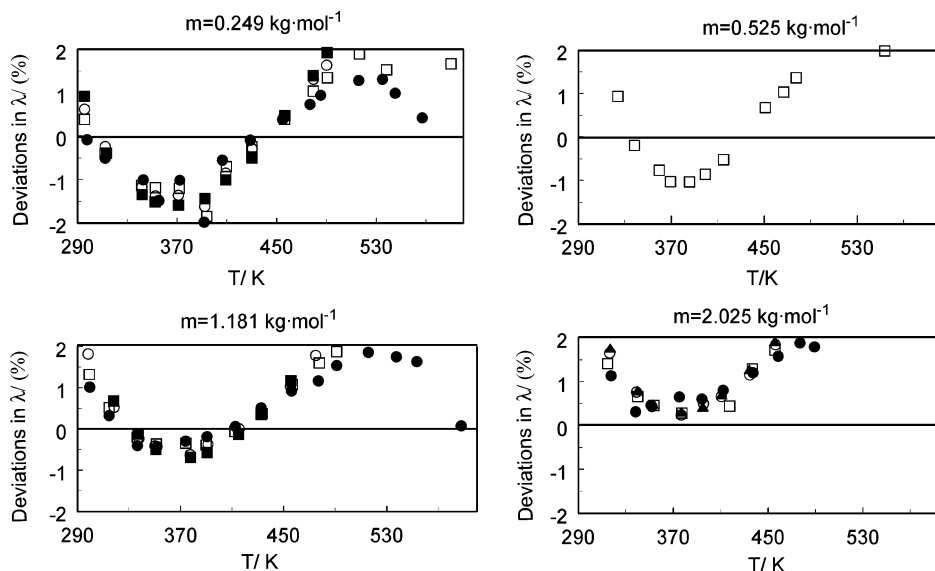 m=0.249 kg·mol⁻¹
Deviations in λ/ (%)
2
1
0
-1
-2
290 370 450 530
T/ K
m=0.525 kg·mol⁻¹
Deviations in λ/ (%)
2
1
0
-1
-2
290 370 450 530
T/K
m=1.181 kg·mol⁻¹
Deviations in λ/ (%)
2
1
0
-1
-2
290 370 450 530
T/ K
m=2.025 kg·mol⁻¹
Deviations in λ/ (%)
2
1
0
-1
-2
290 370 450 530
T/ K